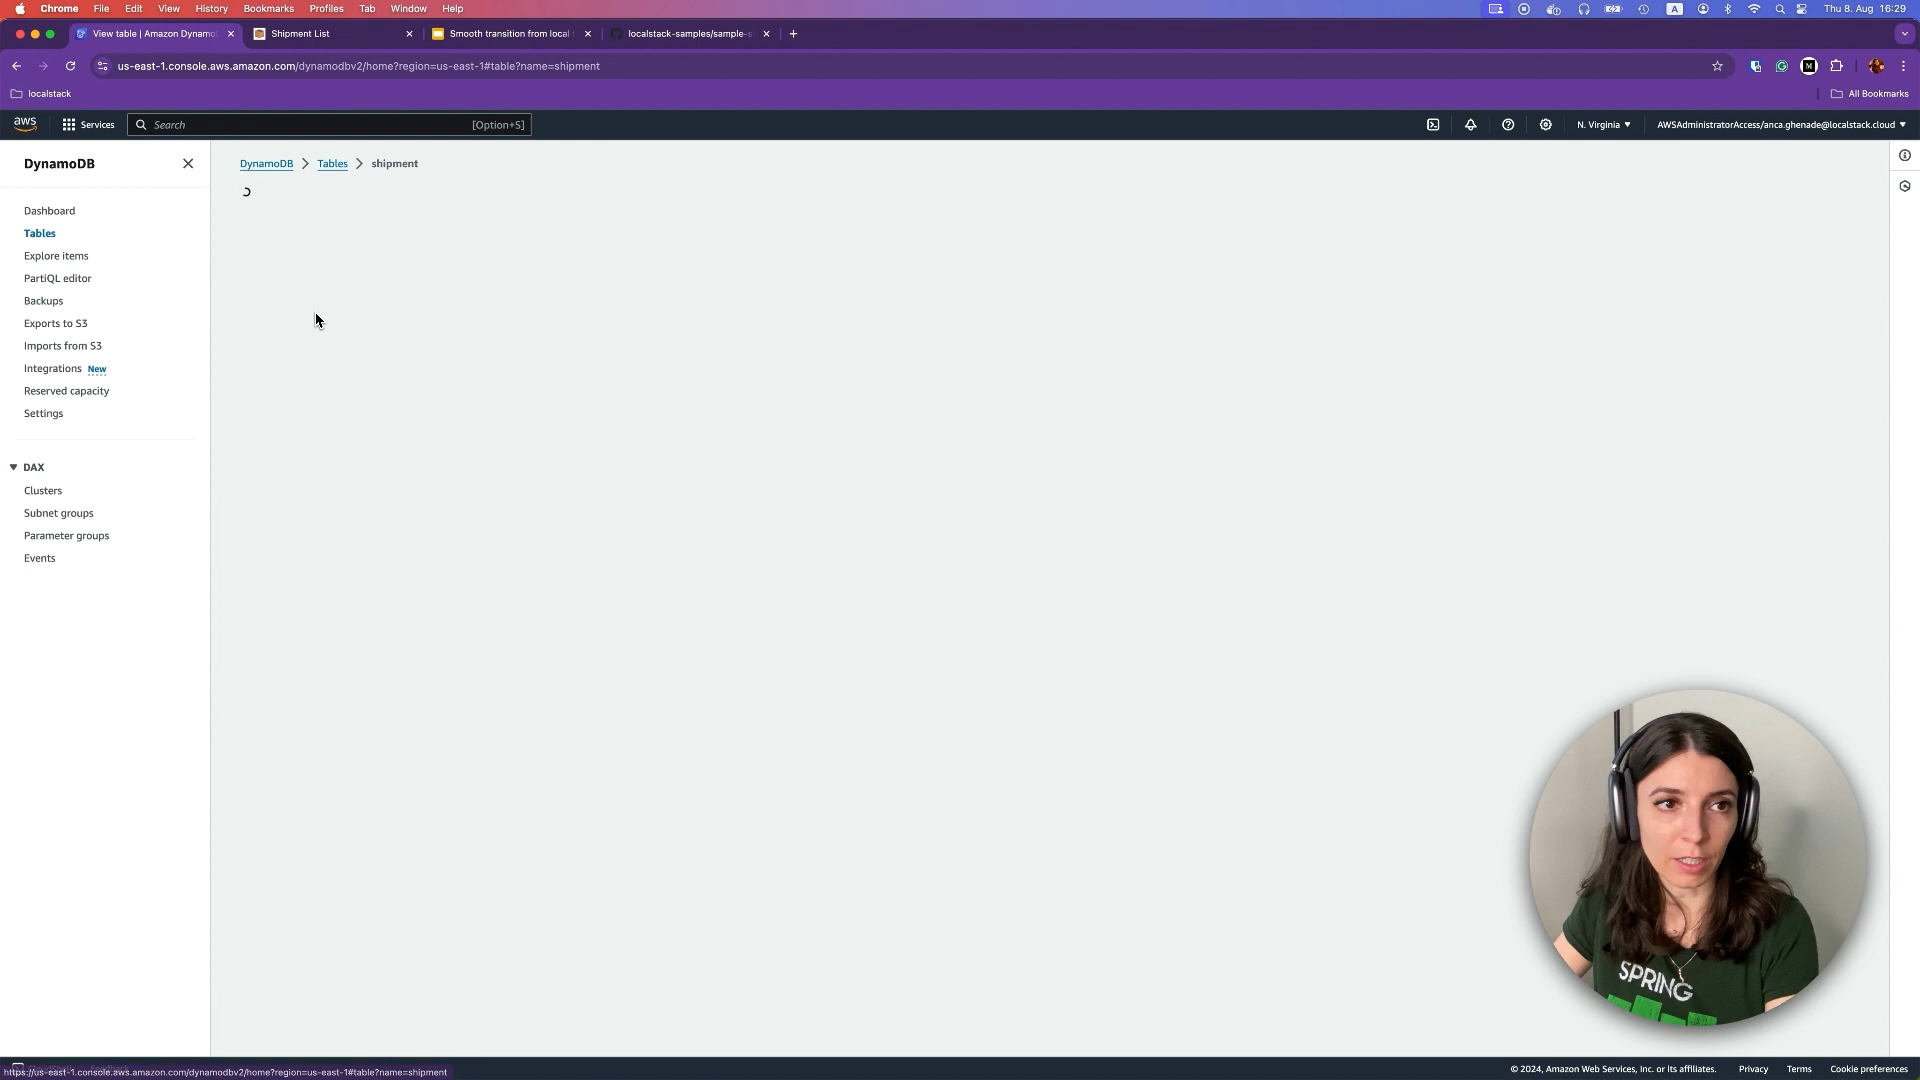 Chrome File Edit View History Bookmarks Profiles Tab Window Help A Thu 8. Aug 16:29
View table | Amazon Dynamo Shipment List Smooth transition from local localstack-samples/sample-s
us-east-1.console.aws.amazon.com/dynamodbv2/home?region=us-east-1#table?name=shipment
localstack All Bookmarks
aws Services Search [Option+S] N. Virginia AWSAdministratorAccess/anca.ghenade@localstack.cloud
DynamoDB
DynamoDB Tables shipment
Dashboard
Tables
Explore items
PartiQL editor
Backups
Exports to S3
Imports from S3
Integrations New
Reserved capacity
Settings
DAX
Clusters
Subnet groups
Parameter groups
Events
SPRING
https://us-east-1.console.aws.amazon.com/dynamodbv2/home?region=us-east-1#table?name=shipment
© 2024, Amazon Web Services, Inc. or its affiliates. Privacy Terms Cookie preferences